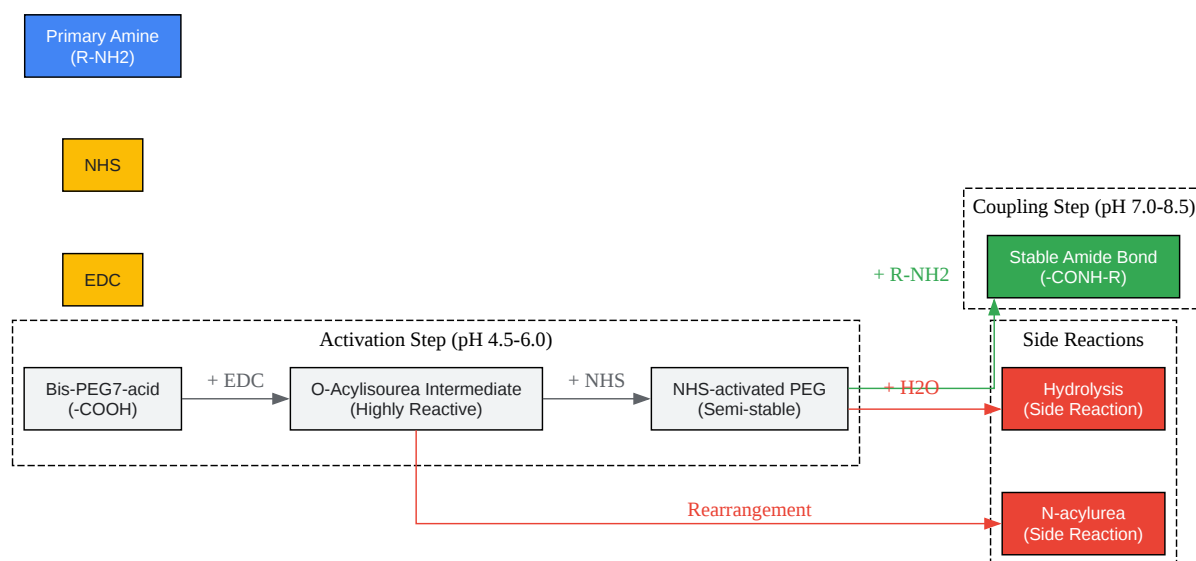 Primary Amine
(R-NH2)
NHS
EDC
Coupling Step (pH 7.0-8.5)
Stable Amide Bond
(-CONH-R)
+ R-NH2
Activation Step (pH 4.5-6.0)
Side Reactions
Bis-PEG7-acid
(-COOH)
+ EDC
O-Acylisourea Intermediate
(Highly Reactive)
+ NHS
NHS-activated PEG
(Semi-stable)
+ H2O
Hydrolysis
(Side Reaction)
Rearrangement
N-acylurea
(Side Reaction)